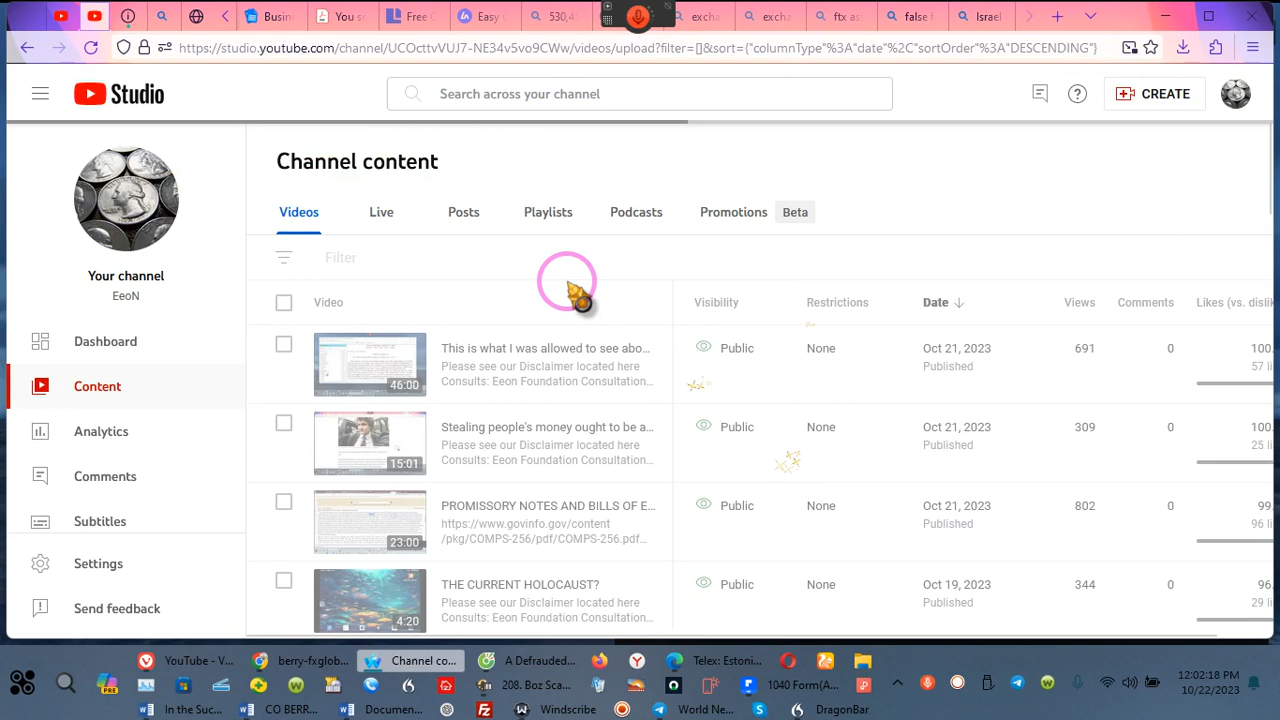 Busine
You s
Free C
Easy C
530,45
excha
excha
ftx ass
false f
Israel
https://studio.youtube.com/channel/UCOcttvVUJ7-NE34v5vo9CWw/videos/upload?filter=[]&sort={"columnType"%3A"date"%2C"sortOrder"%3A"DESCENDING"}
Studio
Search across your channel
CREATE
Channel content
Videos Live Posts Playlists Podcasts Promotions Beta
Filter
Your channel
EeoN
Dashboard
Content
Analytics
Comments
Subtitles
Settings
Send feedback
Video Visibility Restrictions Date Views Comments Likes (vs. dislik
This is what I was allowed to see abo... Public None Oct 21, 2023 691 0 100.
Please see our Disclaimer located here Published 57 li
Consults: Eeon Foundation Consultation...
46:00
Stealing people's money ought to be a... Public None Oct 21, 2023 309 0 100.
Please see our Disclaimer located here Published 25 li
Consults: Eeon Foundation Consultation...
15:01
PROMISSORY NOTES AND BILLS OF E... Public None Oct 21, 2023 802 0 99.
https://www.govinfo.gov/content Published 96 li
/pkg/COMPS-256/pdf/COMPS-256.pdf...
23:00
THE CURRENT HOLOCAUST? Public None Oct 19, 2023 344 0 96.
Please see our Disclaimer located here Published 29 li
Consults: Eeon Foundation Consultation...
4:20
YouTube - V...
berry-fxglob...
Channel co...
A Defrauded...
Telex: Estoni...
12:02:18 PM
PRE
208. Boz Sca...
1040 Form(A...
10/22/2023
In the Suc...
CO BERR...
Documen...
Windscribe
World Ne...
DragonBar